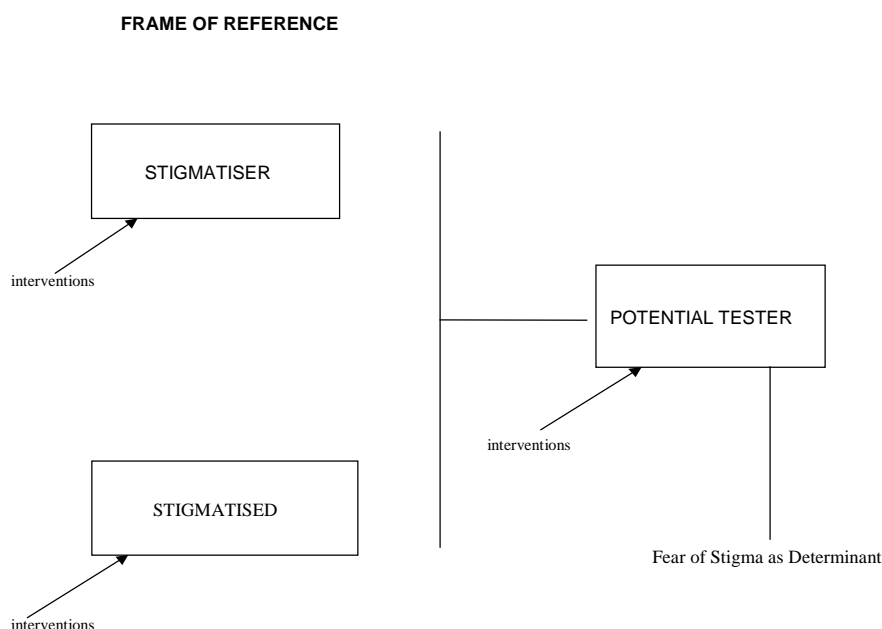 FRAME OF REFERENCE
STIGMATISER
interventions
POTENTIAL TESTER
interventions
STIGMATISED
Fear of Stigma as Determinant
interventions